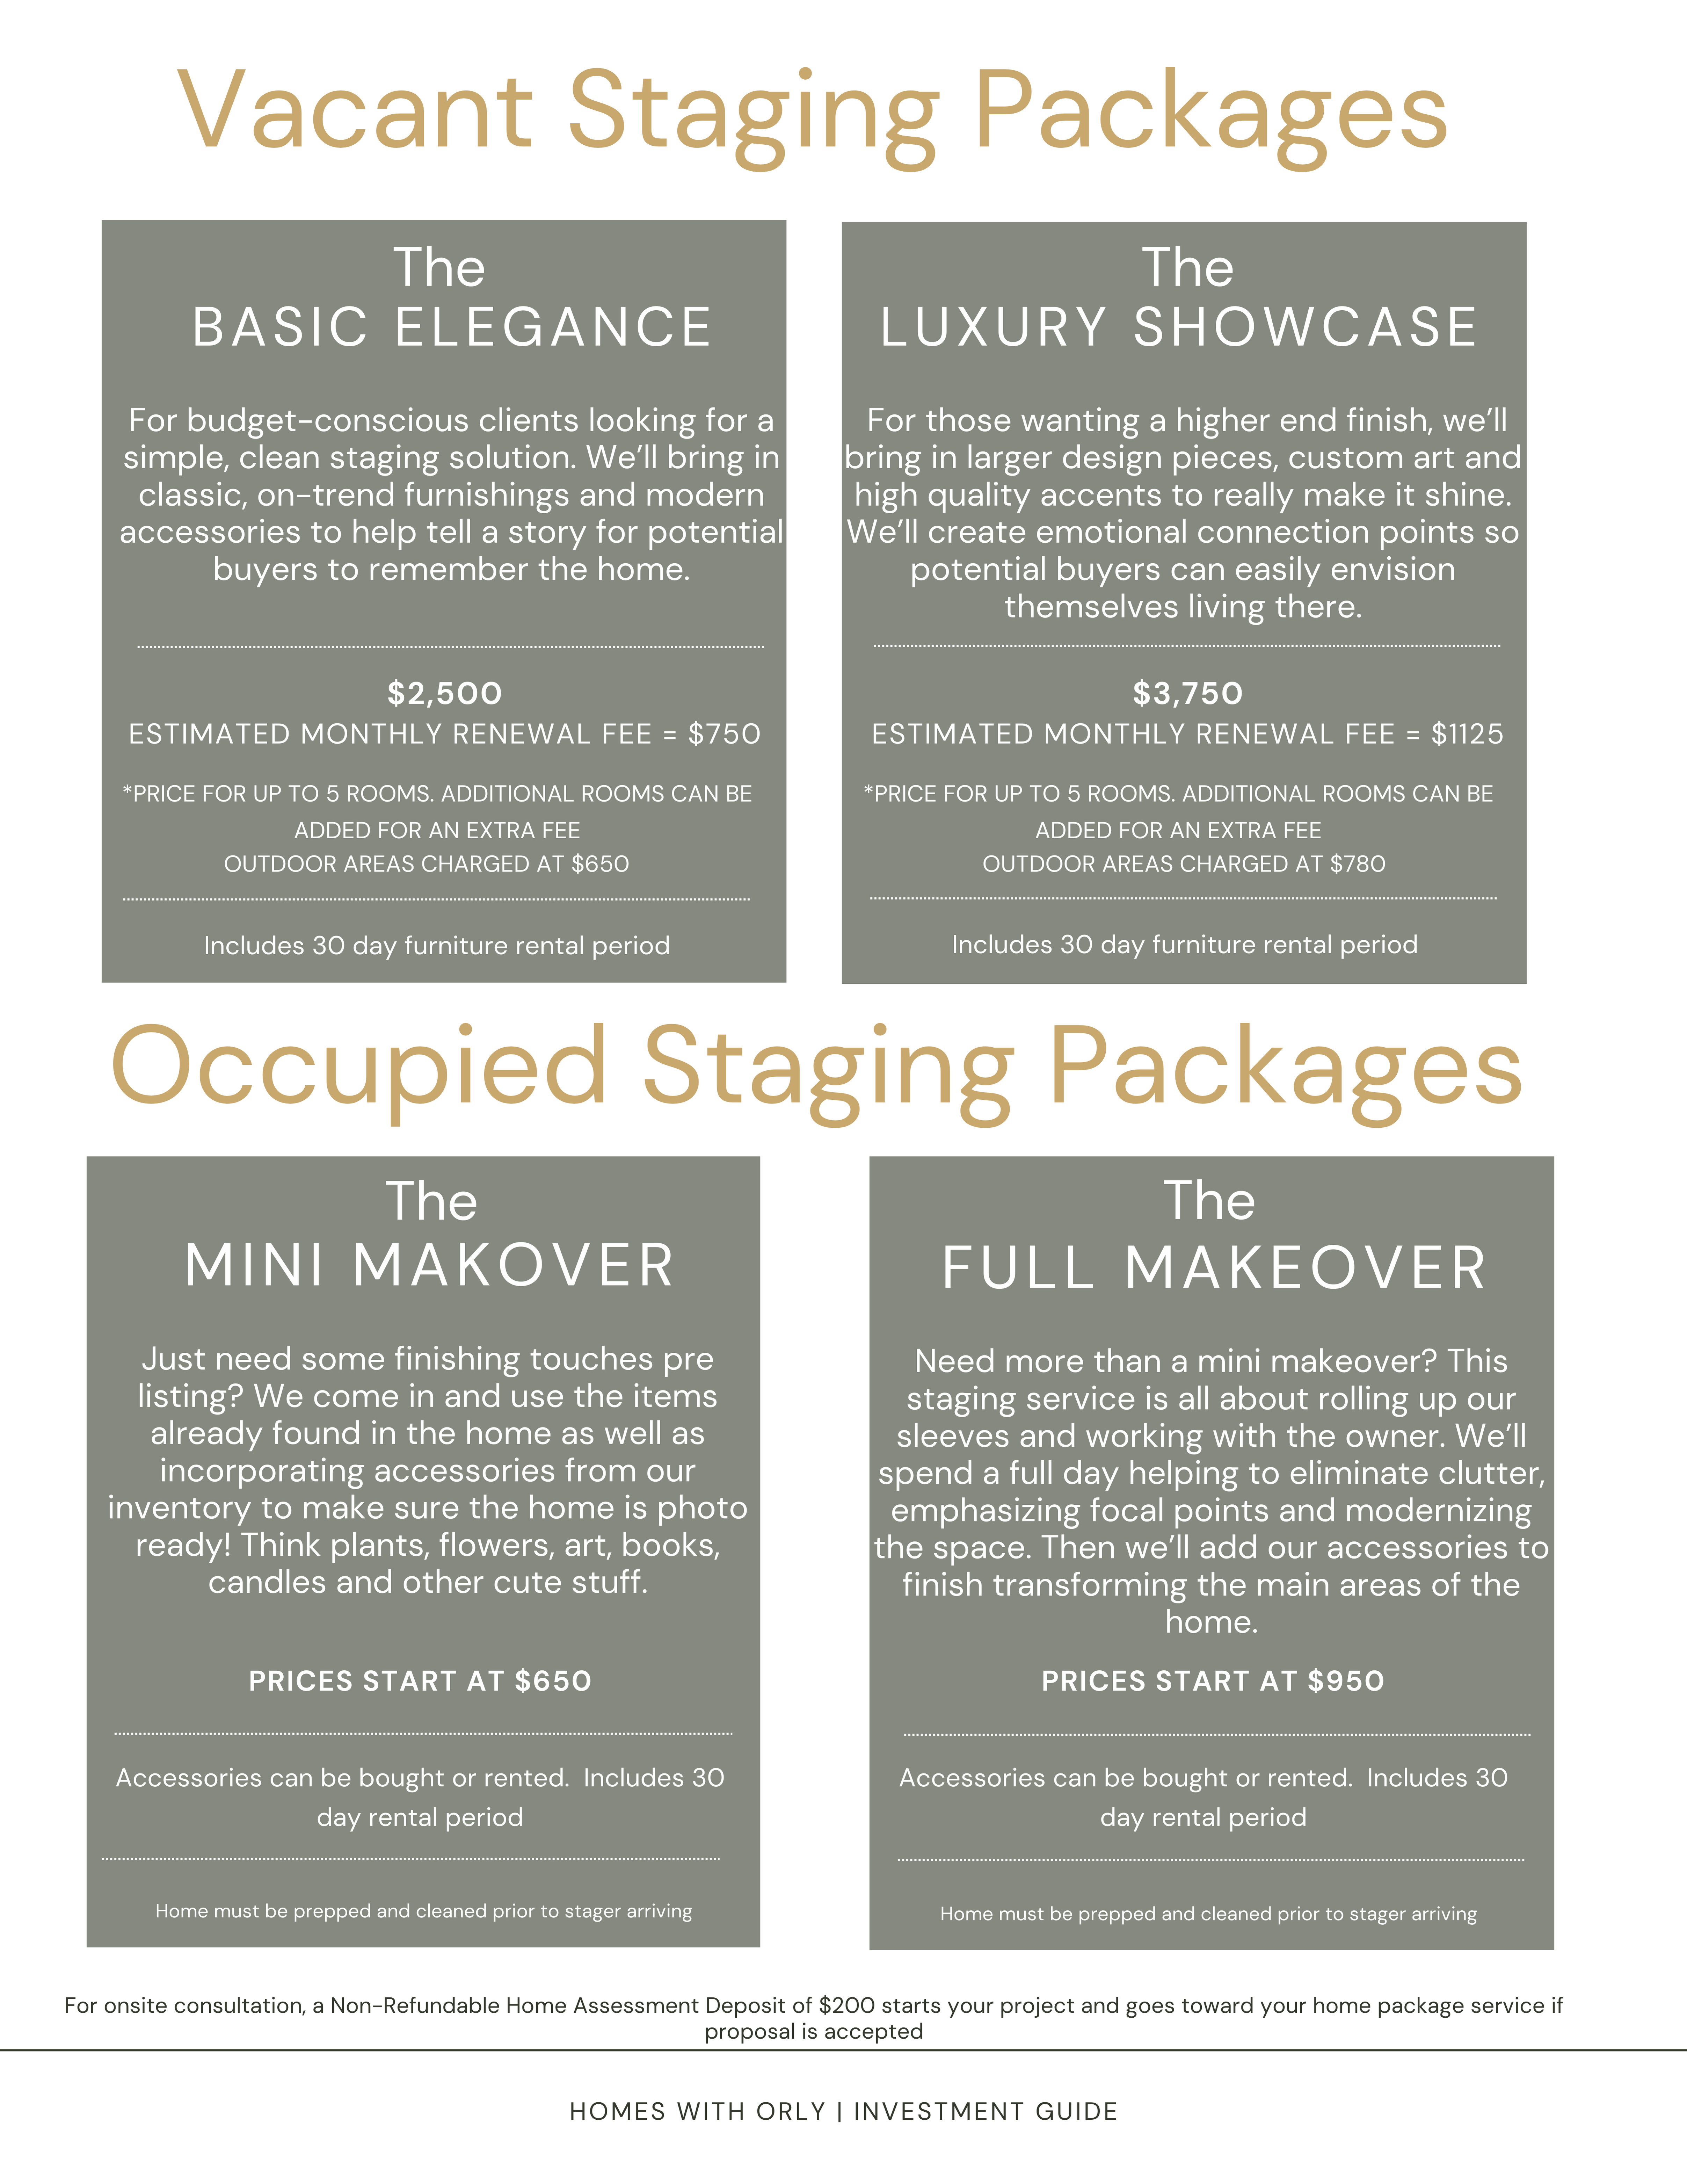 Vacant Staging Packages
The
BASIC ELEGANCE
For budget-conscious clients looking for a
simple, clean staging solution. We’ll bring in
classic, on-trend furnishings and modern
accessories to help tell a story for potential
buyers to remember the home.
$2,500
ESTIMATED MONTHLY RENEWAL FEE = $750
*PRICE FOR UP TO 5 ROOMS. ADDITIONAL ROOMS CAN BE
ADDED FOR AN EXTRA FEE
OUTDOOR AREAS CHARGED AT $650
Includes 30 day furniture rental period
The
LUXURY SHOWCASE
For those wanting a higher end finish, we’ll
bring in larger design pieces, custom art and
high quality accents to really make it shine.
We’ll create emotional connection points so
potential buyers can easily envision
themselves living there.
$3,750
ESTIMATED MONTHLY RENEWAL FEE = $1125
*PRICE FOR UP TO 5 ROOMS. ADDITIONAL ROOMS CAN BE
ADDED FOR AN EXTRA FEE
OUTDOOR AREAS CHARGED AT $780
Includes 30 day furniture rental period
Occupied Staging Packages
The
MINI MAKOVER
Just need some finishing touches pre
listing? We come in and use the items
already found in the home as well as
incorporating accessories from our
inventory to make sure the home is photo
ready! Think plants, flowers, art, books,
candles and other cute stuff.
PRICES START AT $650
Accessories can be bought or rented.  Includes 30
day rental period
Home must be prepped and cleaned prior to stager arriving
The
FULL MAKEOVER
Need more than a mini makeover? This
staging service is all about rolling up our
sleeves and working with the owner. We’ll
spend a full day helping to eliminate clutter,
emphasizing focal points and modernizing
the space. Then we’ll add our accessories to
finish transforming the main areas of the
home.
PRICES START AT $950
Accessories can be bought or rented.  Includes 30
day rental period
Home must be prepped and cleaned prior to stager arriving
For onsite consultation, a Non-Refundable Home Assessment Deposit of $200 starts your project and goes toward your home package service if
proposal is accepted
HOMES WITH ORLY | INVESTMENT GUIDE